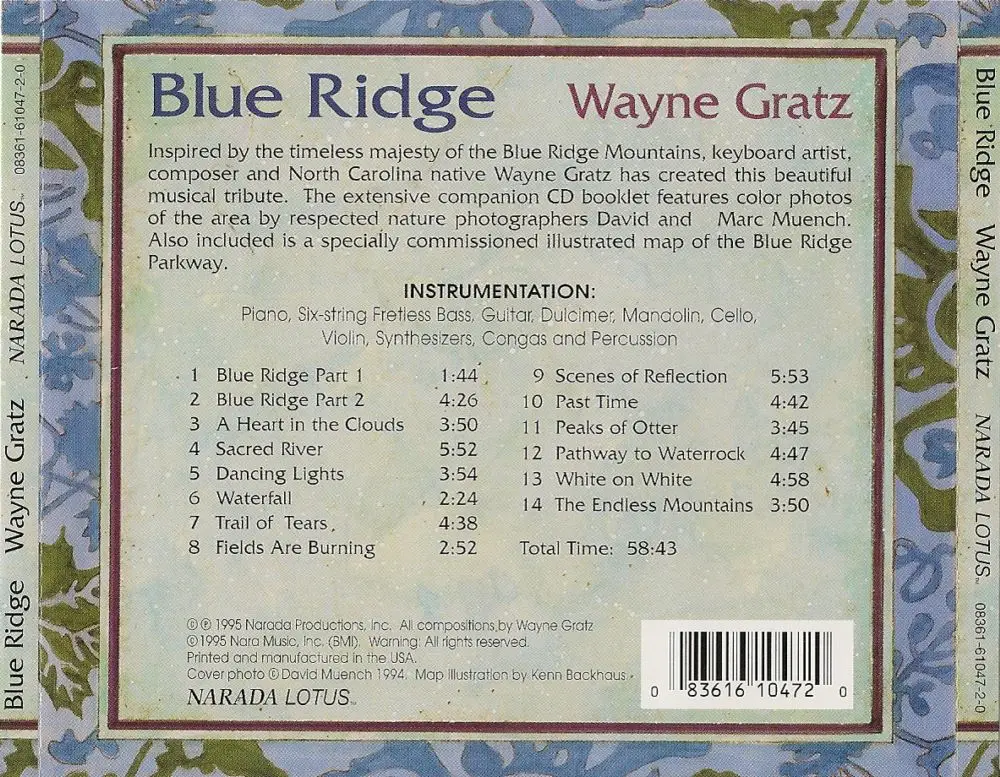 Blue Ridge Wayne Gratz NARADA LOTUS™ 08361-61047-2-0
Blue Ridge Wayne Gratz
Inspired by the timeless majesty of the Blue Ridge Mountains, keyboard artist,
composer and North Carolina native Wayne Gratz has created this beautiful
musical tribute. The extensive companion CD booklet features color photos
of the area by respected nature photographers David and Marc Muench.
Also included is a specially commissioned illustrated map of the Blue Ridge
Parkway.
INSTRUMENTATION:
Piano, Six-string Fretless Bass, Guitar, Dulcimer, Mandolin, Cello,
Violin, Synthesizers, Congas and Percussion
1 Blue Ridge Part 1 1:44
2 Blue Ridge Part 2 4:26
3 A Heart in the Clouds 3:50
4 Sacred River 5:52
5 Dancing Lights 3:54
6 Waterfall 2:24
7 Trail of Tears 4:38
8 Fields Are Burning 2:52
9 Scenes of Reflection 5:53
10 Past Time 4:42
11 Peaks of Otter 3:45
12 Pathway to Waterrock 4:47
13 White on White 4:58
14 The Endless Mountains 3:50
Total Time: 58:43
© ℗ 1995 Narada Productions, Inc. All compositions by Wayne Gratz
© 1995 Nara Music, Inc. (BMI). Warning: All rights reserved.
Printed and manufactured in the USA.
Cover photo © David Muench 1994. Map Illustration by Kenn Backhaus
NARADA LOTUS™
0 83616 10472 0
Blue Ridge Wayne Gratz NARADA LOTUS™ 08361-61047-2-0